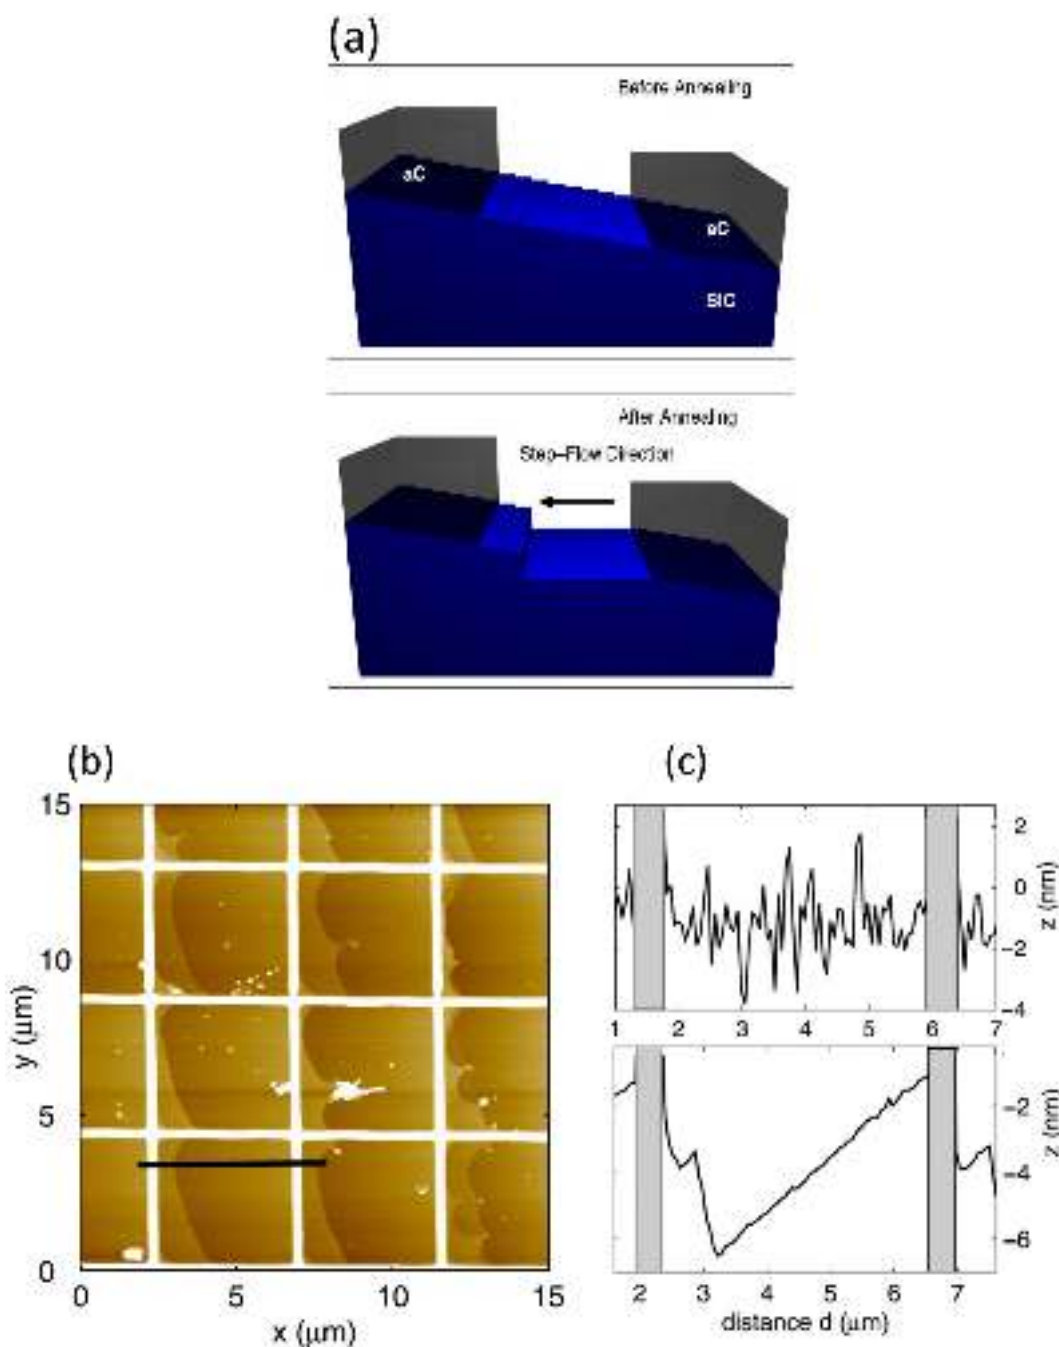 (a)
Before Annealing
aC
aC
SiC
After Annealing
Step-Flow Direction
(b)
(c)
15
10
5
0
y (μm)
0 5 10 15
x (μm)
2
0
-2
-4
z (nm)
1 2 3 4 5 6 7
-2
-4
-6
z (nm)
2 3 4 5 6 7
distance d (μm)